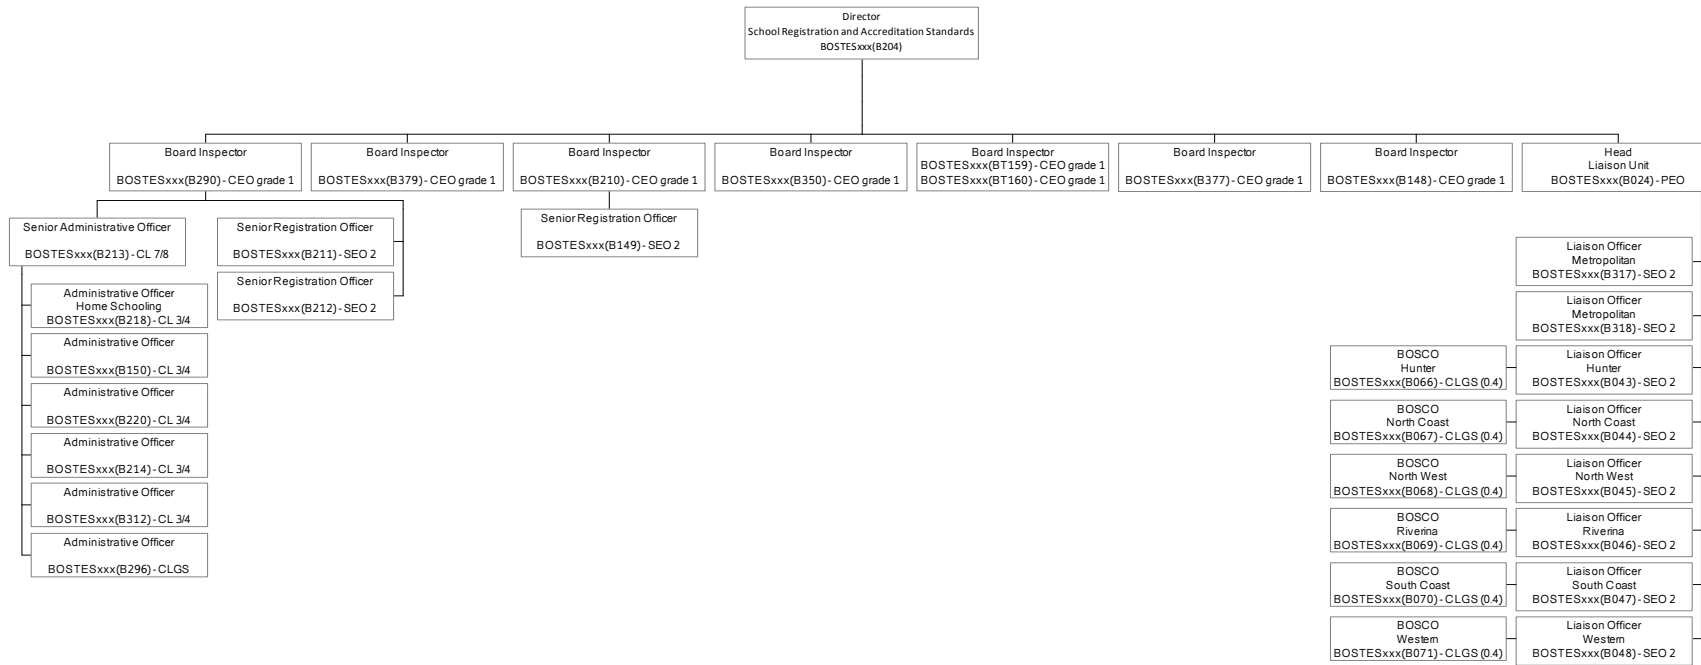 Director
School Registration and Accreditation Standards
BOSTESxxx(B204)
Board Inspector
BOSTESxxx(B290) - CEO grade 1
Board Inspector
BOSTESxxx(B379) - CEO grade 1
Board Inspector
BOSTESxxx(B210) - CEO grade 1
Board Inspector
BOSTESxxx(B350) - CEO grade 1
Board Inspector
BOSTESxxx(BT159) - CEO grade 1
BOSTESxxx(BT160) - CEO grade 1
Board Inspector
BOSTESxxx(B377) - CEO grade 1
Board Inspector
BOSTESxxx(B148) - CEO grade 1
Head
Liaison Unit
BOSTESxxx(B024) - PEO
Senior Administrative Officer
BOSTESxxx(B213) - CL 7/8
Senior Registration Officer
BOSTESxxx(B211) - SEO 2
Senior Registration Officer
BOSTESxxx(B212) - SEO 2
Senior Registration Officer
BOSTESxxx(B149) - SEO 2
Administrative Officer
Home Schooling
BOSTESxxx(B218) - CL 3/4
Administrative Officer
BOSTESxxx(B150) - CL 3/4
Administrative Officer
BOSTESxxx(B220) - CL 3/4
Administrative Officer
BOSTESxxx(B214) - CL 3/4
Administrative Officer
BOSTESxxx(B312) - CL 3/4
Administrative Officer
BOSTESxxx(B296) - CLGS
Liaison Officer
Metropolitan
BOSTESxxx(B317) - SEO 2
Liaison Officer
Metropolitan
BOSTESxxx(B318) - SEO 2
BOSCO
Hunter
BOSTESxxx(B066) - CLGS (0.4)
Liaison Officer
Hunter
BOSTESxxx(B043) - SEO 2
BOSCO
North Coast
BOSTESxxx(B067) - CLGS (0.4)
Liaison Officer
North Coast
BOSTESxxx(B044) - SEO 2
BOSCO
North West
BOSTESxxx(B068) - CLGS (0.4)
Liaison Officer
North West
BOSTESxxx(B045) - SEO 2
BOSCO
Riverina
BOSTESxxx(B069) - CLGS (0.4)
Liaison Officer
Riverina
BOSTESxxx(B046) - SEO 2
BOSCO
South Coast
BOSTESxxx(B070) - CLGS (0.4)
Liaison Officer
South Coast
BOSTESxxx(B047) - SEO 2
BOSCO
Western
BOSTESxxx(B071) - CLGS (0.4)
Liaison Officer
Western
BOSTESxxx(B048) - SEO 2